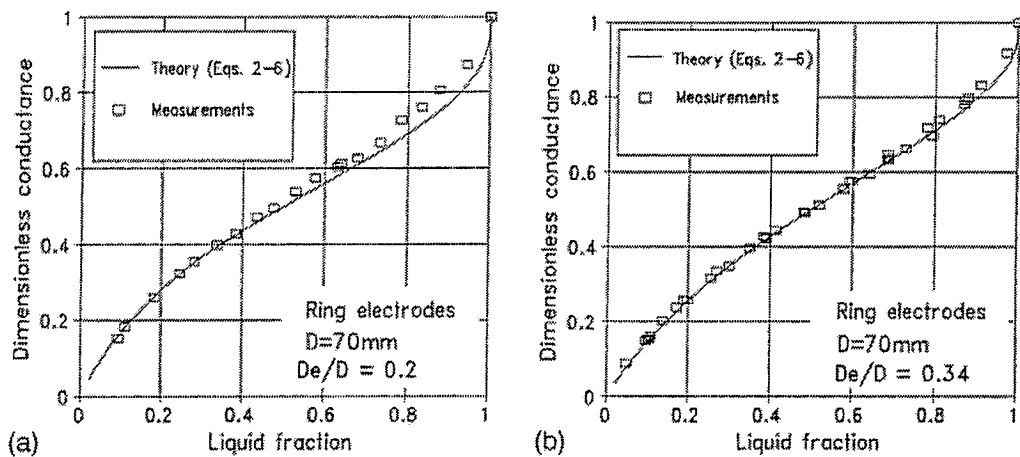 Dimensionless conductance
1
0.8
0.6
0.4
0.2
0
Theory (Eqs. 2-6)
Measurements
Ring electrodes
D=70mm
De/D = 0.2
0
0.2
0.4
0.6
0.8
1
(a)
Liquid fraction
Dimensionless conductance
1
0.8
0.6
0.4
0.2
0
Theory (Eqs. 2-6)
Measurements
Ring electrodes
D=70mm
De/D = 0.34
0
0.2
0.4
0.6
0.8
1
(b)
Liquid fraction